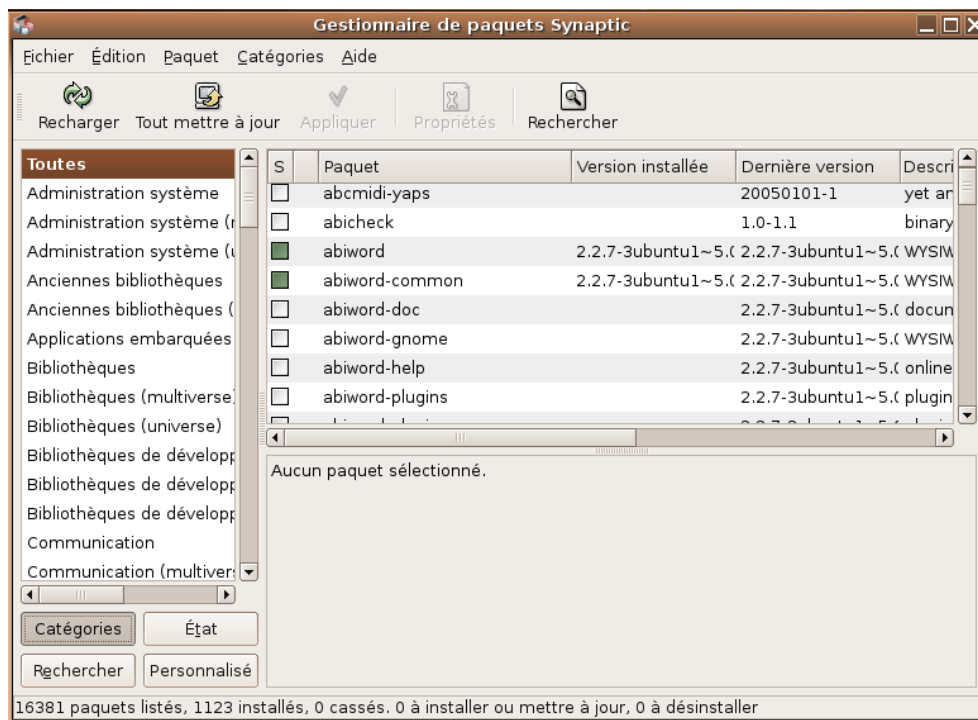 Gestionnaire de paquets Synaptic
Fichier Édition Paquet Catégories Aide
Recharger Tout mettre à jour Appliquer Propriétés Rechercher
Toutes
Administration système
Administration système (
Administration système (
Anciennes bibliothèques
Anciennes bibliothèques (
Applications embarquées
Bibliothèques
Bibliothèques (multiverse)
Bibliothèques (universe)
Bibliothèques de dévelop
Bibliothèques de dévelop
Bibliothèques de dévelop
Communication
Communication (multiver
Catégories État
Rechercher Personnalisé
S Paquet Version installée Dernière version Descri
abcmidi-yaps 20050101-1 yet an
abicheck 1.0-1.1 binary
abiword 2.2.7-3ubuntu1~5.( 2.2.7-3ubuntu1~5.( WYSIW
abiword-common 2.2.7-3ubuntu1~5.( 2.2.7-3ubuntu1~5.( WYSIW
abiword-doc 2.2.7-3ubuntu1~5.( docum
abiword-gnome 2.2.7-3ubuntu1~5.( WYSIW
abiword-help 2.2.7-3ubuntu1~5.( online
abiword-plugins 2.2.7-3ubuntu1~5.( plugin
Aucun paquet sélectionné.
16381 paquets listés, 1123 installés, 0 cassés. 0 à installer ou mettre à jour, 0 à désinstaller